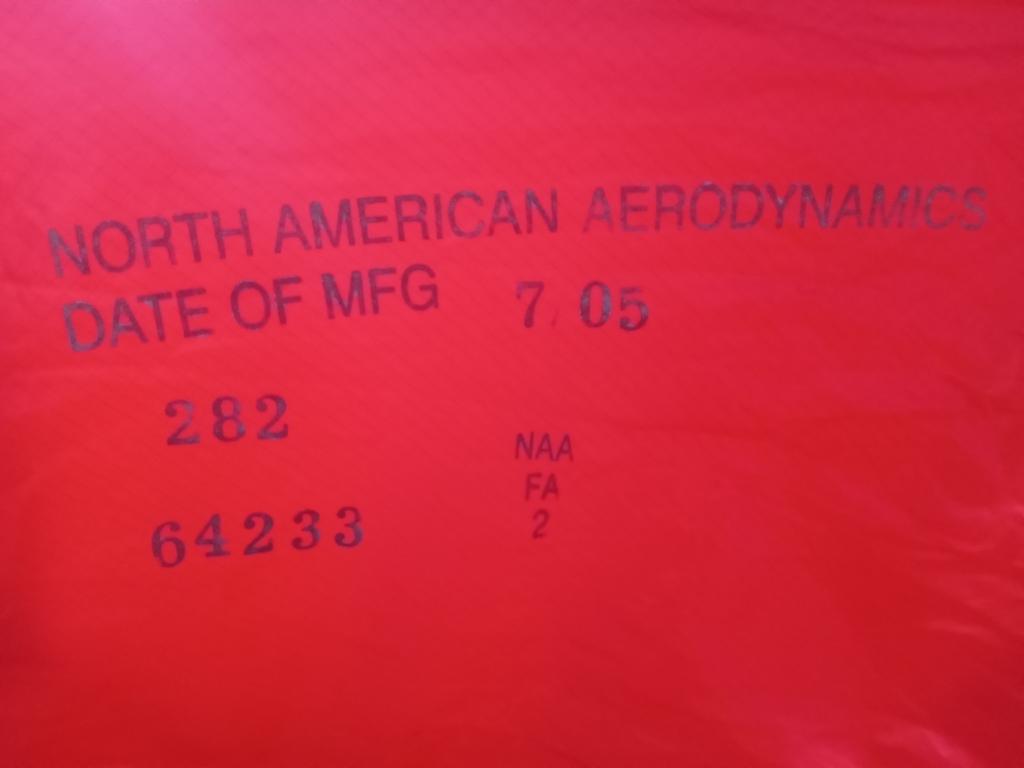 NORTH AMERICAN AERODYNAMICS
DATE OF MFG 7 05
282
NAA
FA
2
64233